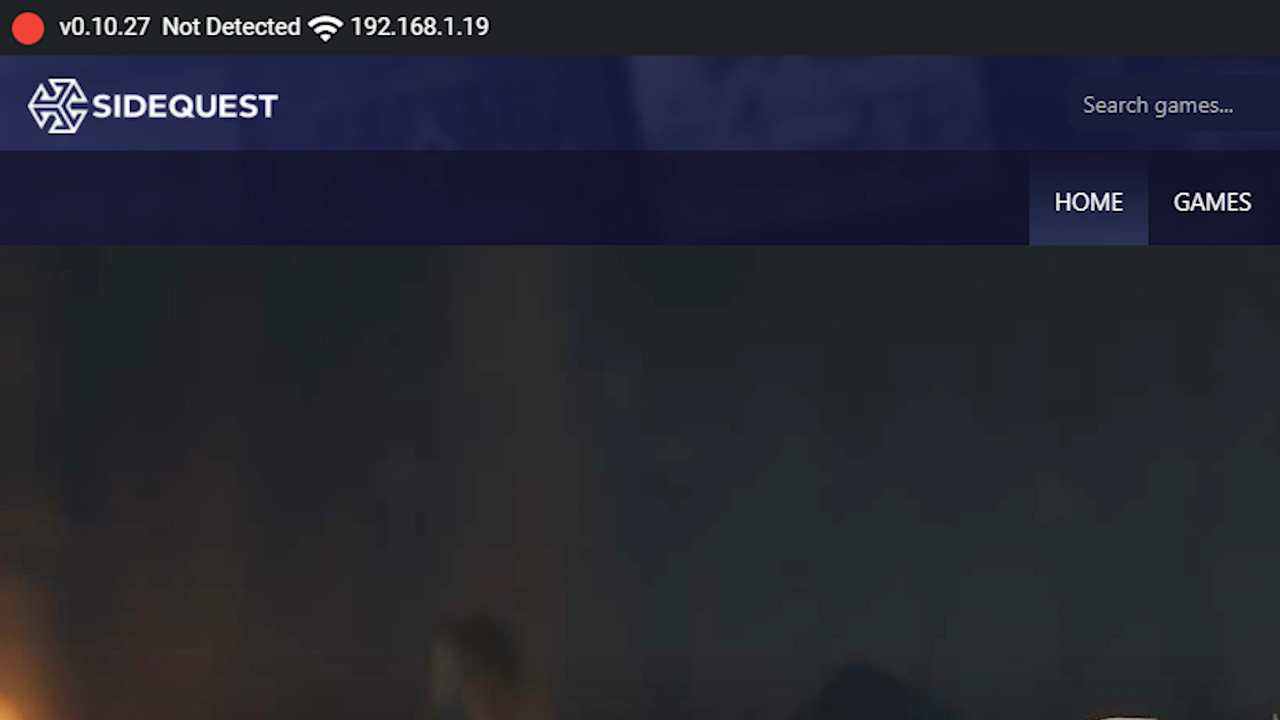 v0.10.27 Not Detected 192.168.1.19
SIDEQUEST
Search games...
HOME GAMES